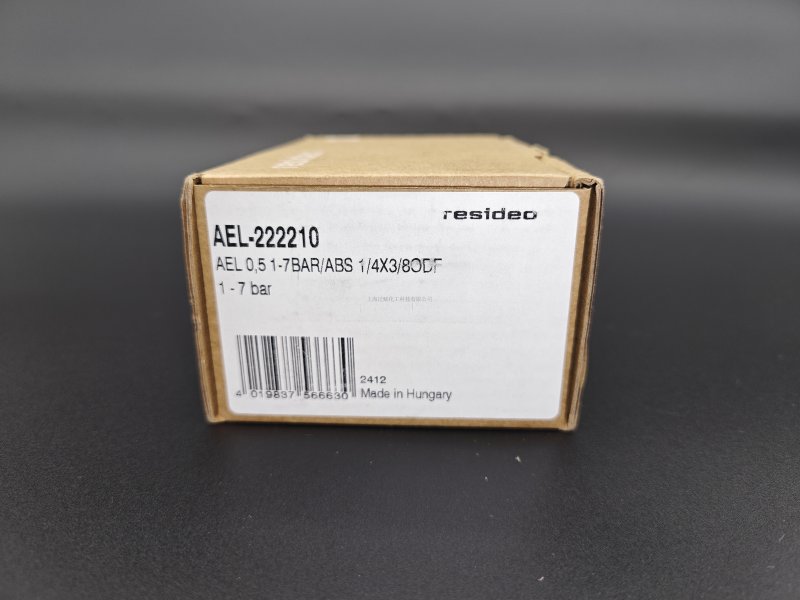 resideo
AEL-222210
AEL 0,5 1-7BAR/ABS 1/4X3/8ODF
1 - 7 bar
2412
4 019837 566630
Made in Hungary